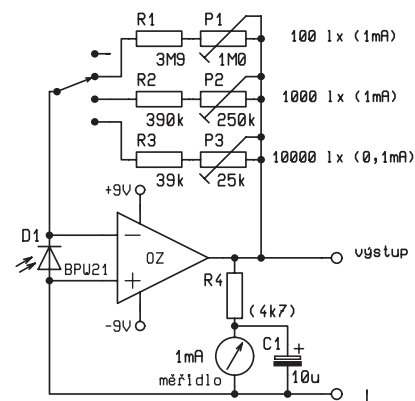 R1 P1
3M9 1M0
100 lx (1mA)
R2 P2
390k 250k
1000 lx (1mA)
R3 P3
39k 25k
10000 lx (0,1mA)
+9V
D1
BPW21
OZ
-9V
výstup
R4
(4k7)
1mA
měřidlo
C1
+
10u